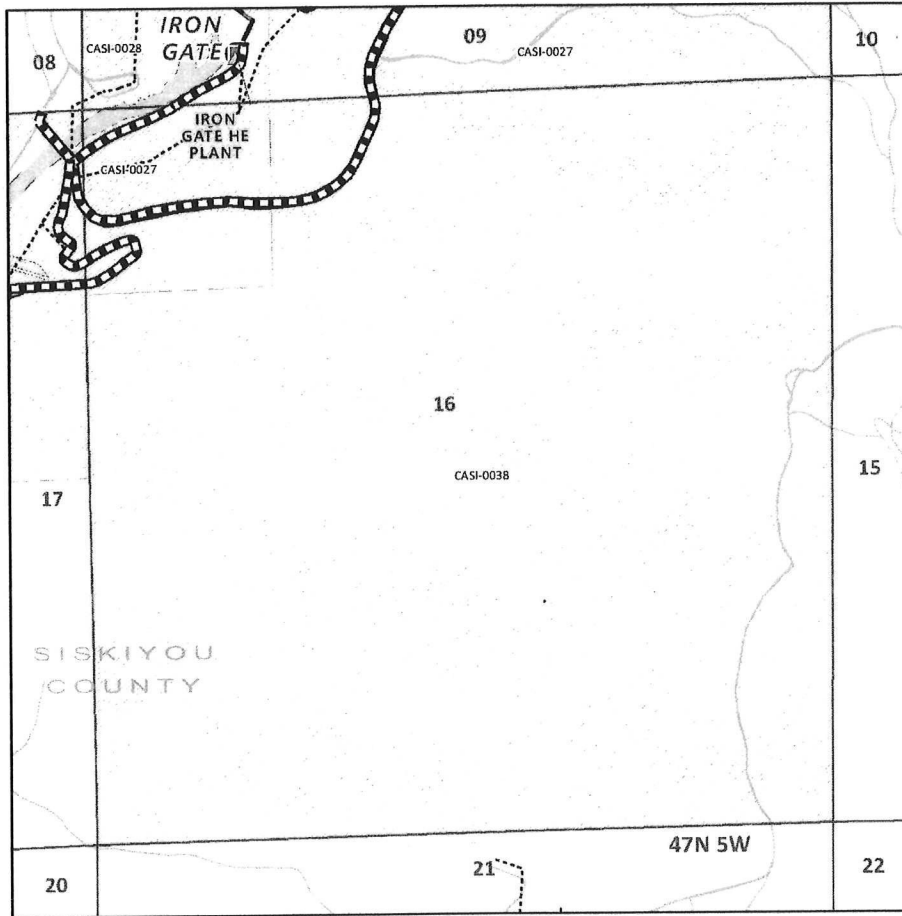 IRON
GATE
CASI-0028
08
09
CASI-0027
10
IRON
GATE HE
PLANT
CASI-0027
16
CASI-0038
17
15
SISKIYOU
COUNTY
47N 5W
20
21
22